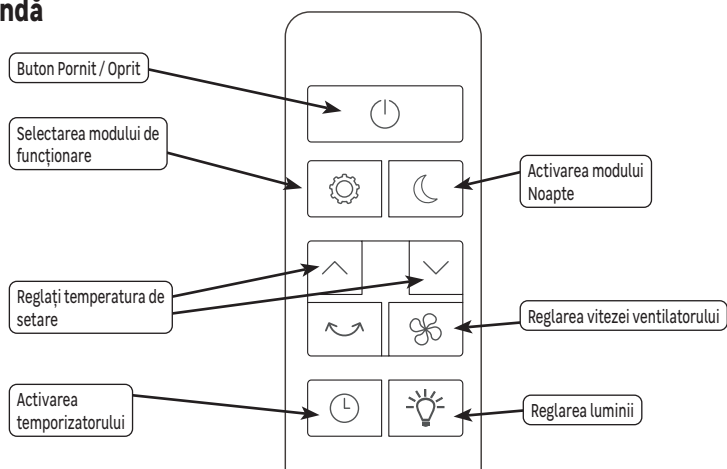 ndă
Buton Pornit / Oprit
Selectarea modului de
funcționare
Activarea modului
Noapte
Reglați temperatura de
setare
Reglarea vitezei ventilatorului
Activarea
temporizatorului
Reglarea luminii